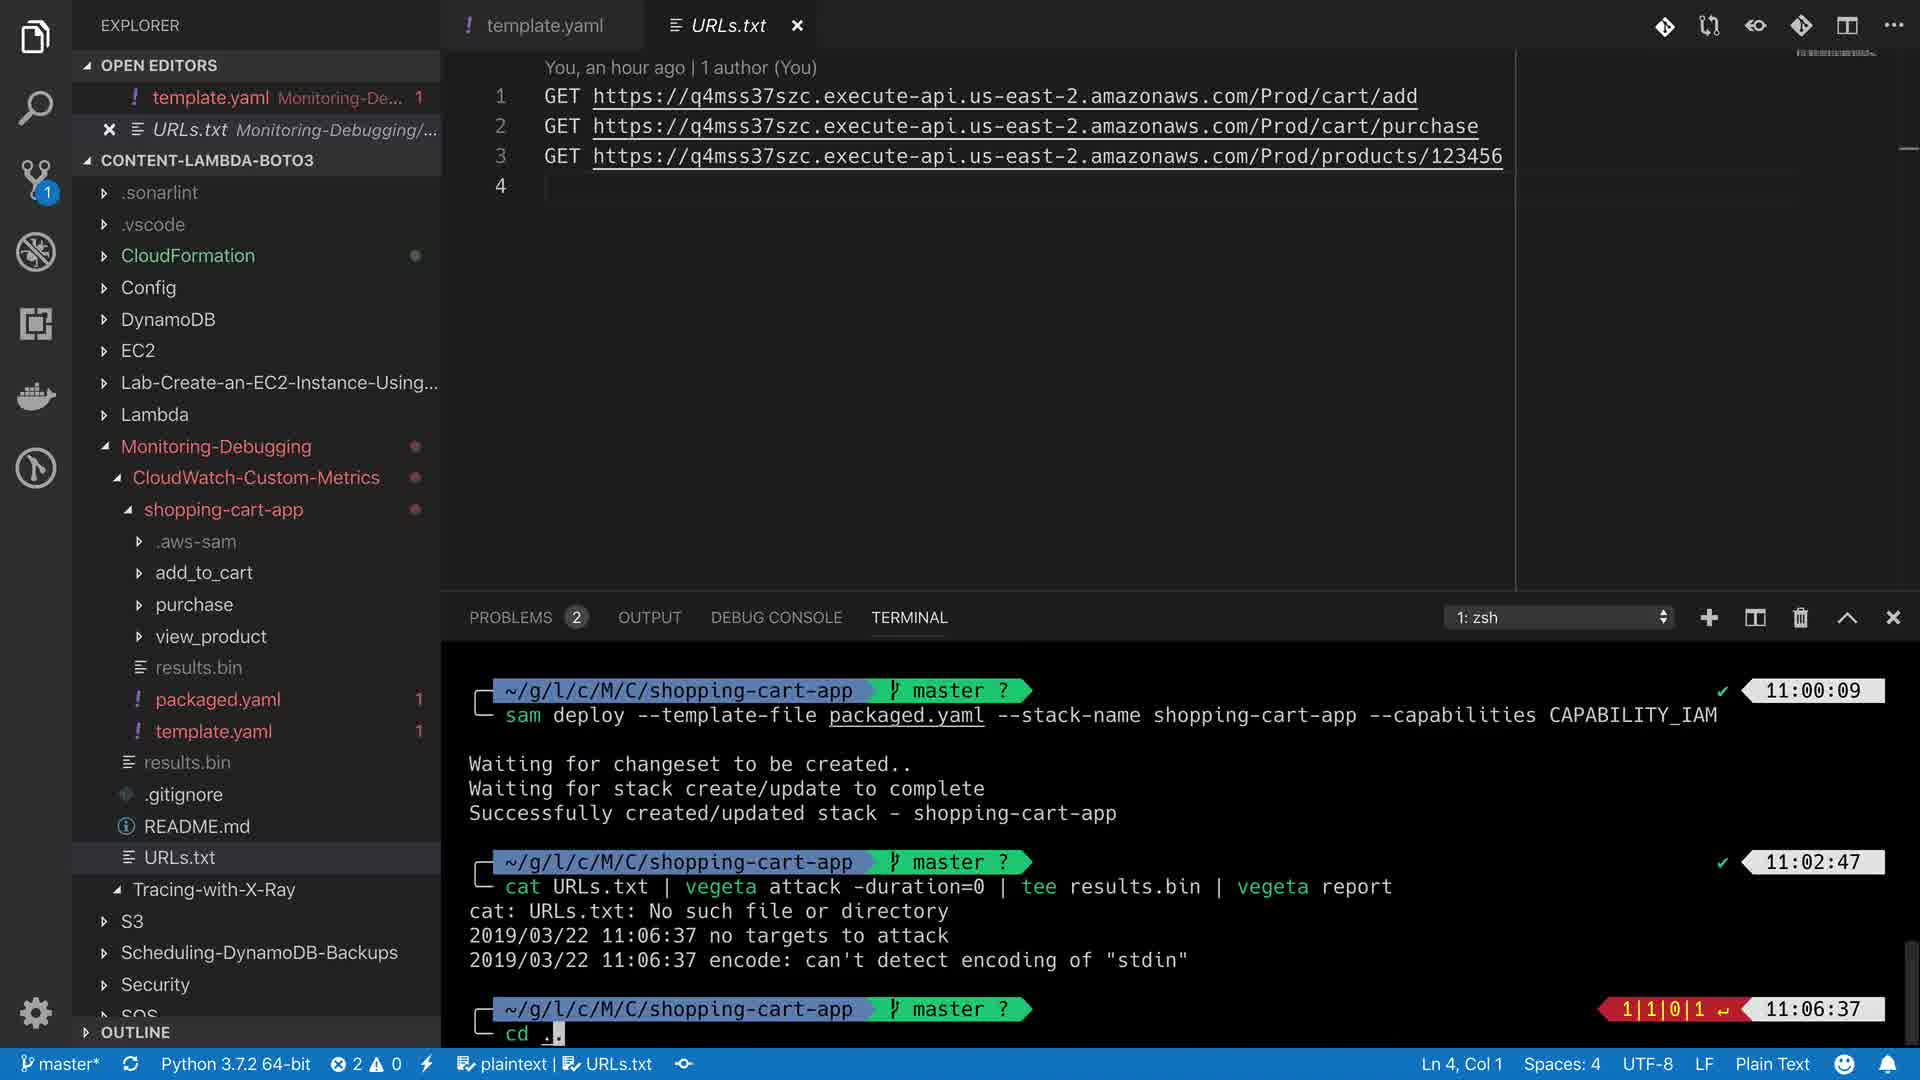 EXPLORER
OPEN EDITORS
! template.yaml Monitoring-De... 1
URLs.txt Monitoring-Debugging/...
CONTENT-LAMBDA-BOTO3
.sonarlint
.vscode
CloudFormation
Config
DynamoDB
EC2
Lab-Create-an-EC2-Instance-Using...
Lambda
Monitoring-Debugging
CloudWatch-Custom-Metrics
shopping-cart-app
.aws-sam
add_to_cart
purchase
view_product
results.bin
! packaged.yaml 1
! template.yaml 1
results.bin
.gitignore
README.md
URLs.txt
Tracing-with-X-Ray
S3
Scheduling-DynamoDB-Backups
Security
SQS
OUTLINE
1
! template.yaml
URLs.txt
You, an hour ago | 1 author (You)
1 GET https://q4mss37szc.execute-api.us-east-2.amazonaws.com/Prod/cart/add
2 GET https://q4mss37szc.execute-api.us-east-2.amazonaws.com/Prod/cart/purchase
3 GET https://q4mss37szc.execute-api.us-east-2.amazonaws.com/Prod/products/123456
4
PROBLEMS 2 OUTPUT DEBUG CONSOLE TERMINAL 1: zsh
~/g/l/c/M/C/shopping-cart-app master ? ✔ 11:00:09
sam deploy --template-file packaged.yaml --stack-name shopping-cart-app --capabilities CAPABILITY_IAM
Waiting for changeset to be created..
Waiting for stack create/update to complete
Successfully created/updated stack - shopping-cart-app
~/g/l/c/M/C/shopping-cart-app master ? ✔ 11:02:47
cat URLs.txt | vegeta attack -duration=0 | tee results.bin | vegeta report
cat: URLs.txt: No such file or directory
2019/03/22 11:06:37 no targets to attack
2019/03/22 11:06:37 encode: can't detect encoding of "stdin"
~/g/l/c/M/C/shopping-cart-app master ? 1|1|0|1 ↵ 11:06:37
cd ..
master* Python 3.7.2 64-bit 2 0 plaintext | URLs.txt Ln 4, Col 1 Spaces: 4 UTF-8 LF Plain Text